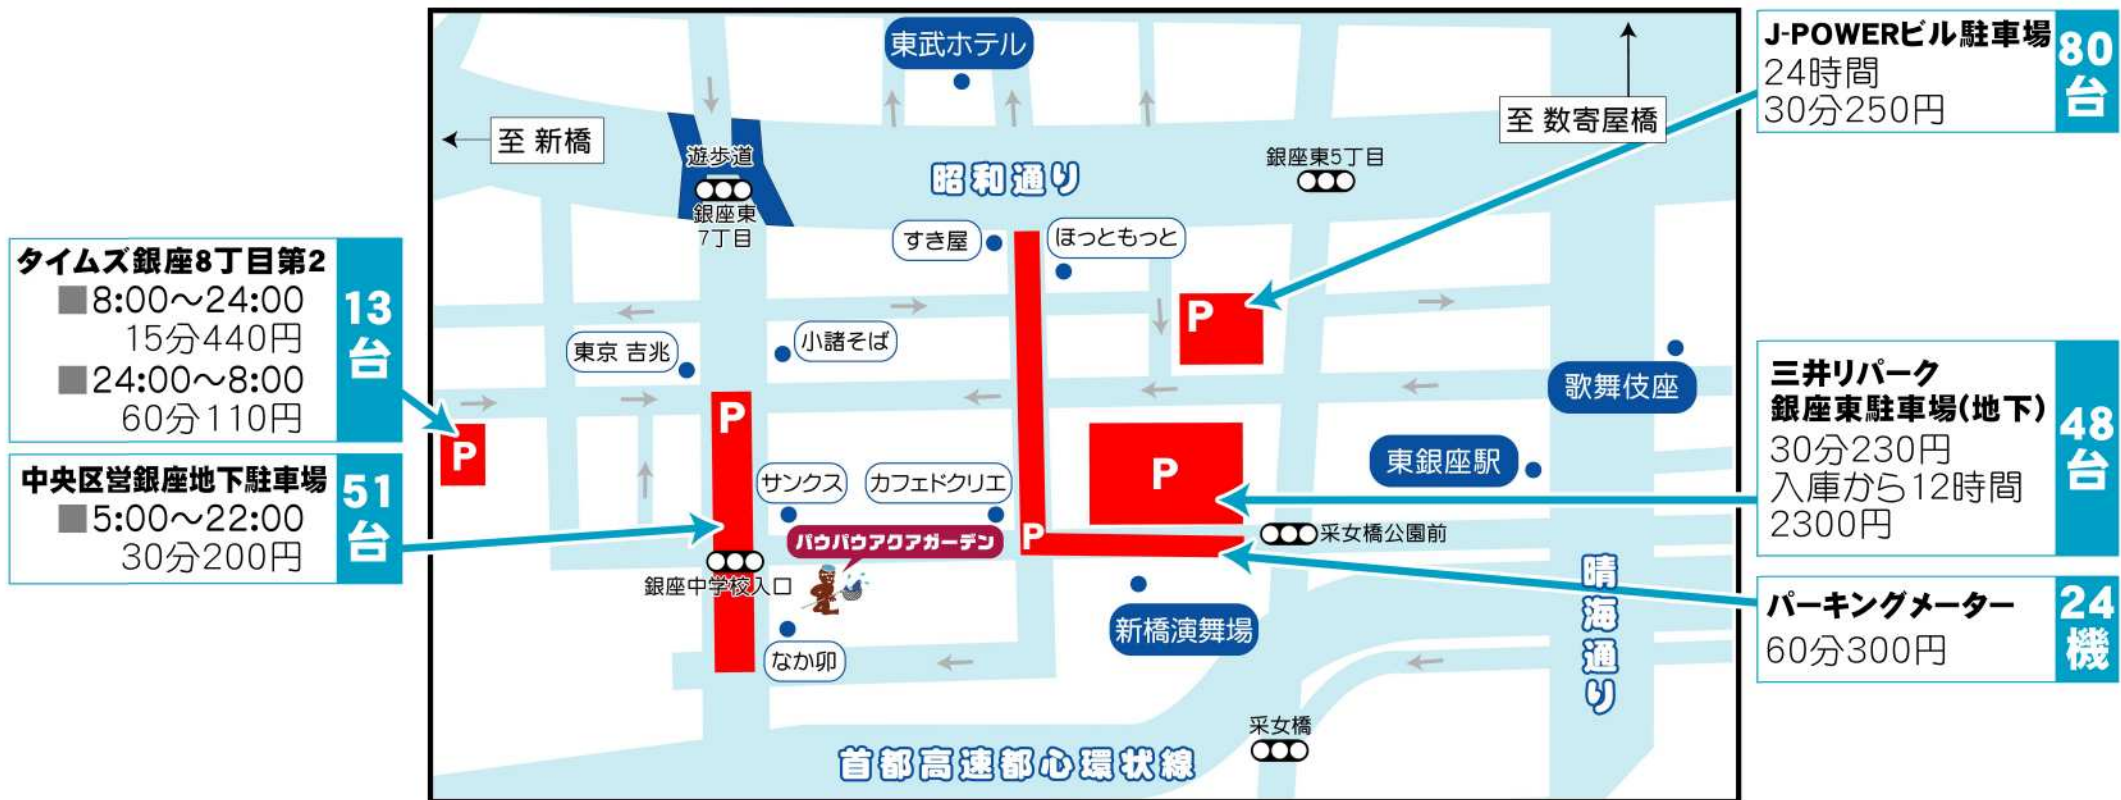 東武ホテル
至 新橋
至 数寄屋橋
遊歩道
銀座東
7丁目
昭和通り
銀座東5丁目
すき屋
ほっともっと
P
東京 吉兆
小諸そば
歌舞伎座
P
P
P
東銀座駅
サンクス
カフェドクリエ
P
パウパウアクアガーデン
采女橋公園前
銀座中学校入口
晴海通り
新橋演舞場
なか卯
采女橋
首都高速都心環状線
タイムズ銀座8丁目第2
■8:00～24:00
15分440円
■24:00～8:00
60分110円
13台
中央区営銀座地下駐車場
■5:00～22:00
30分200円
51台
J-POWERビル駐車場
24時間
30分250円
80台
三井リパーク
銀座東駐車場(地下)
30分230円
入庫から12時間
2300円
48台
パーキングメーター
60分300円
24機